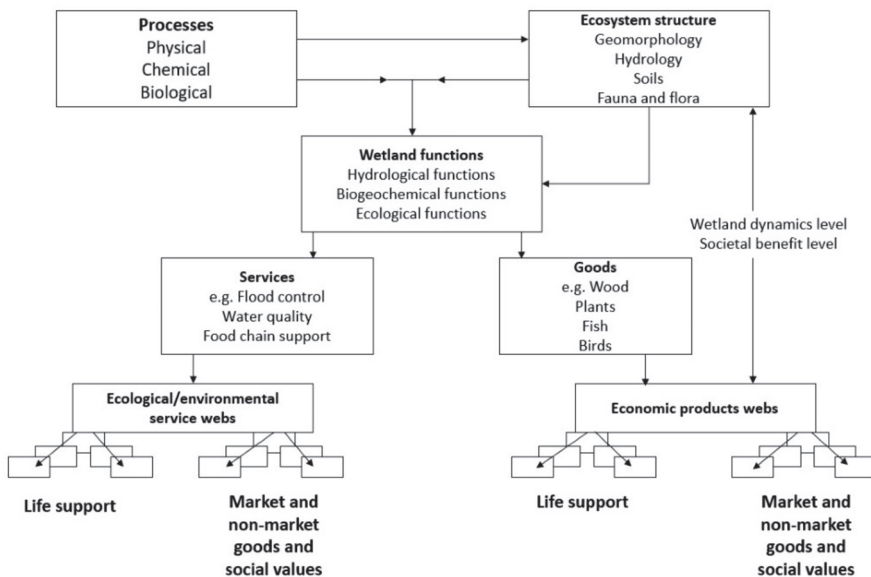 Processes
Physical
Chemical
Biological
Ecosystem structure
Geomorphology
Hydrology
Soils
Fauna and flora
Wetland functions
Hydrological functions
Biogeochemical functions
Ecological functions
Wetland dynamics level
Societal benefit level
Services
e.g. Flood control
Water quality
Food chain support
Goods
e.g. Wood
Plants
Fish
Birds
Ecological/environmental
service webs
Economic products webs
Life support
Market and
non-market
goods and
social values
Life support
Market and
non-market
goods and
social values